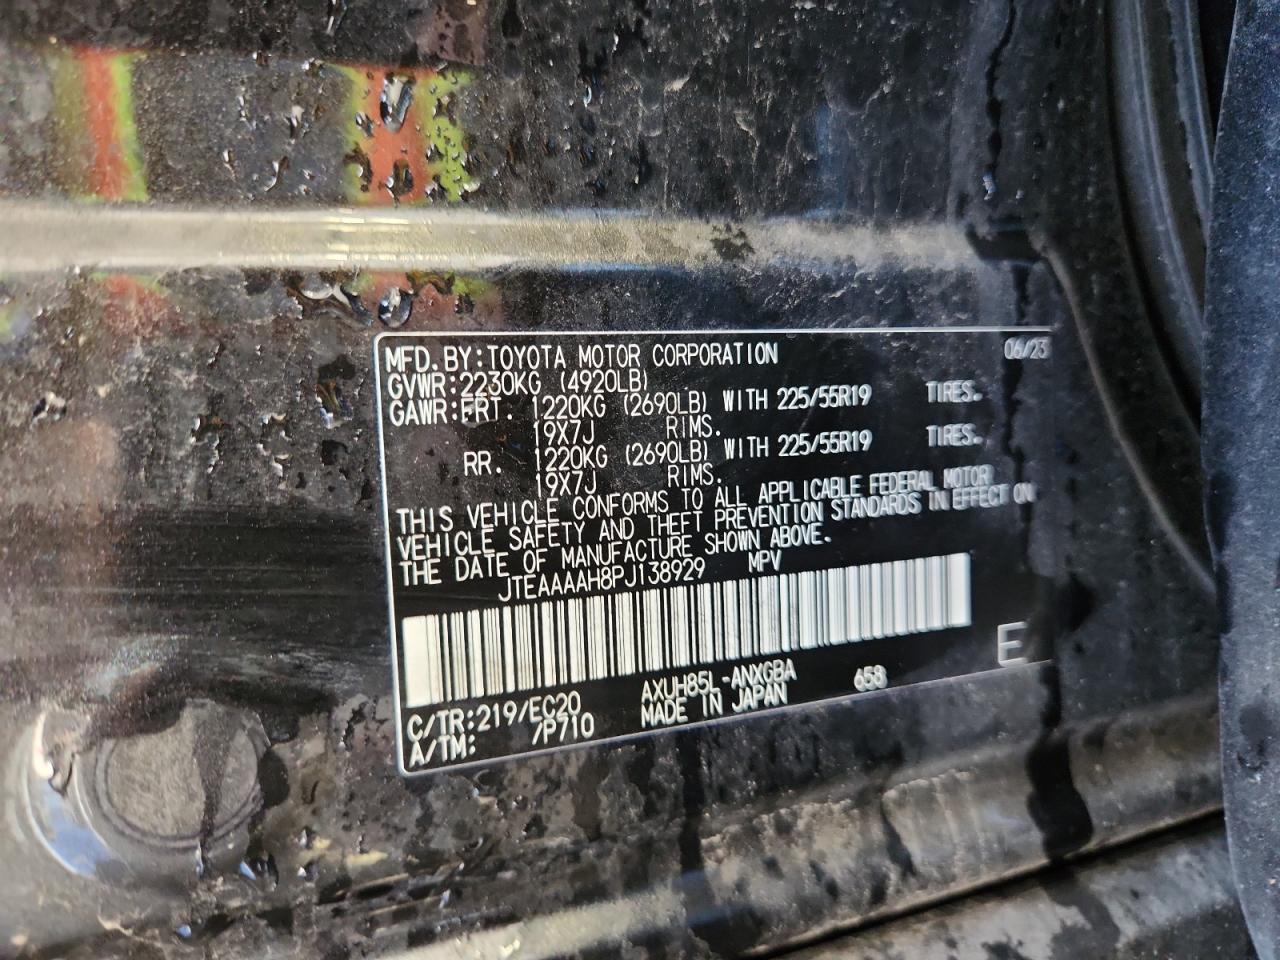 MFD. BY: TOYOTA MOTOR CORPORATION 06/23
GVWR: 2230KG (4920LB)
GAWR: FRT. 1220KG (2690LB) WITH 225/55R19 TIRES.
19X7J RIMS.
RR. 1220KG (2690LB) WITH 225/55R19 TIRES.
19X7J RIMS.
THIS VEHICLE CONFORMS TO ALL APPLICABLE FEDERAL MOTOR
VEHICLE SAFETY AND THEFT PREVENTION STANDARDS IN EFFECT ON
THE DATE OF MANUFACTURE SHOWN ABOVE.
JTEAAAAH8PJ138929 MPV
C/TR: 219/EC20 AXUH85L-ANXGBA 658 E
A/TM: /P710 MADE IN JAPAN